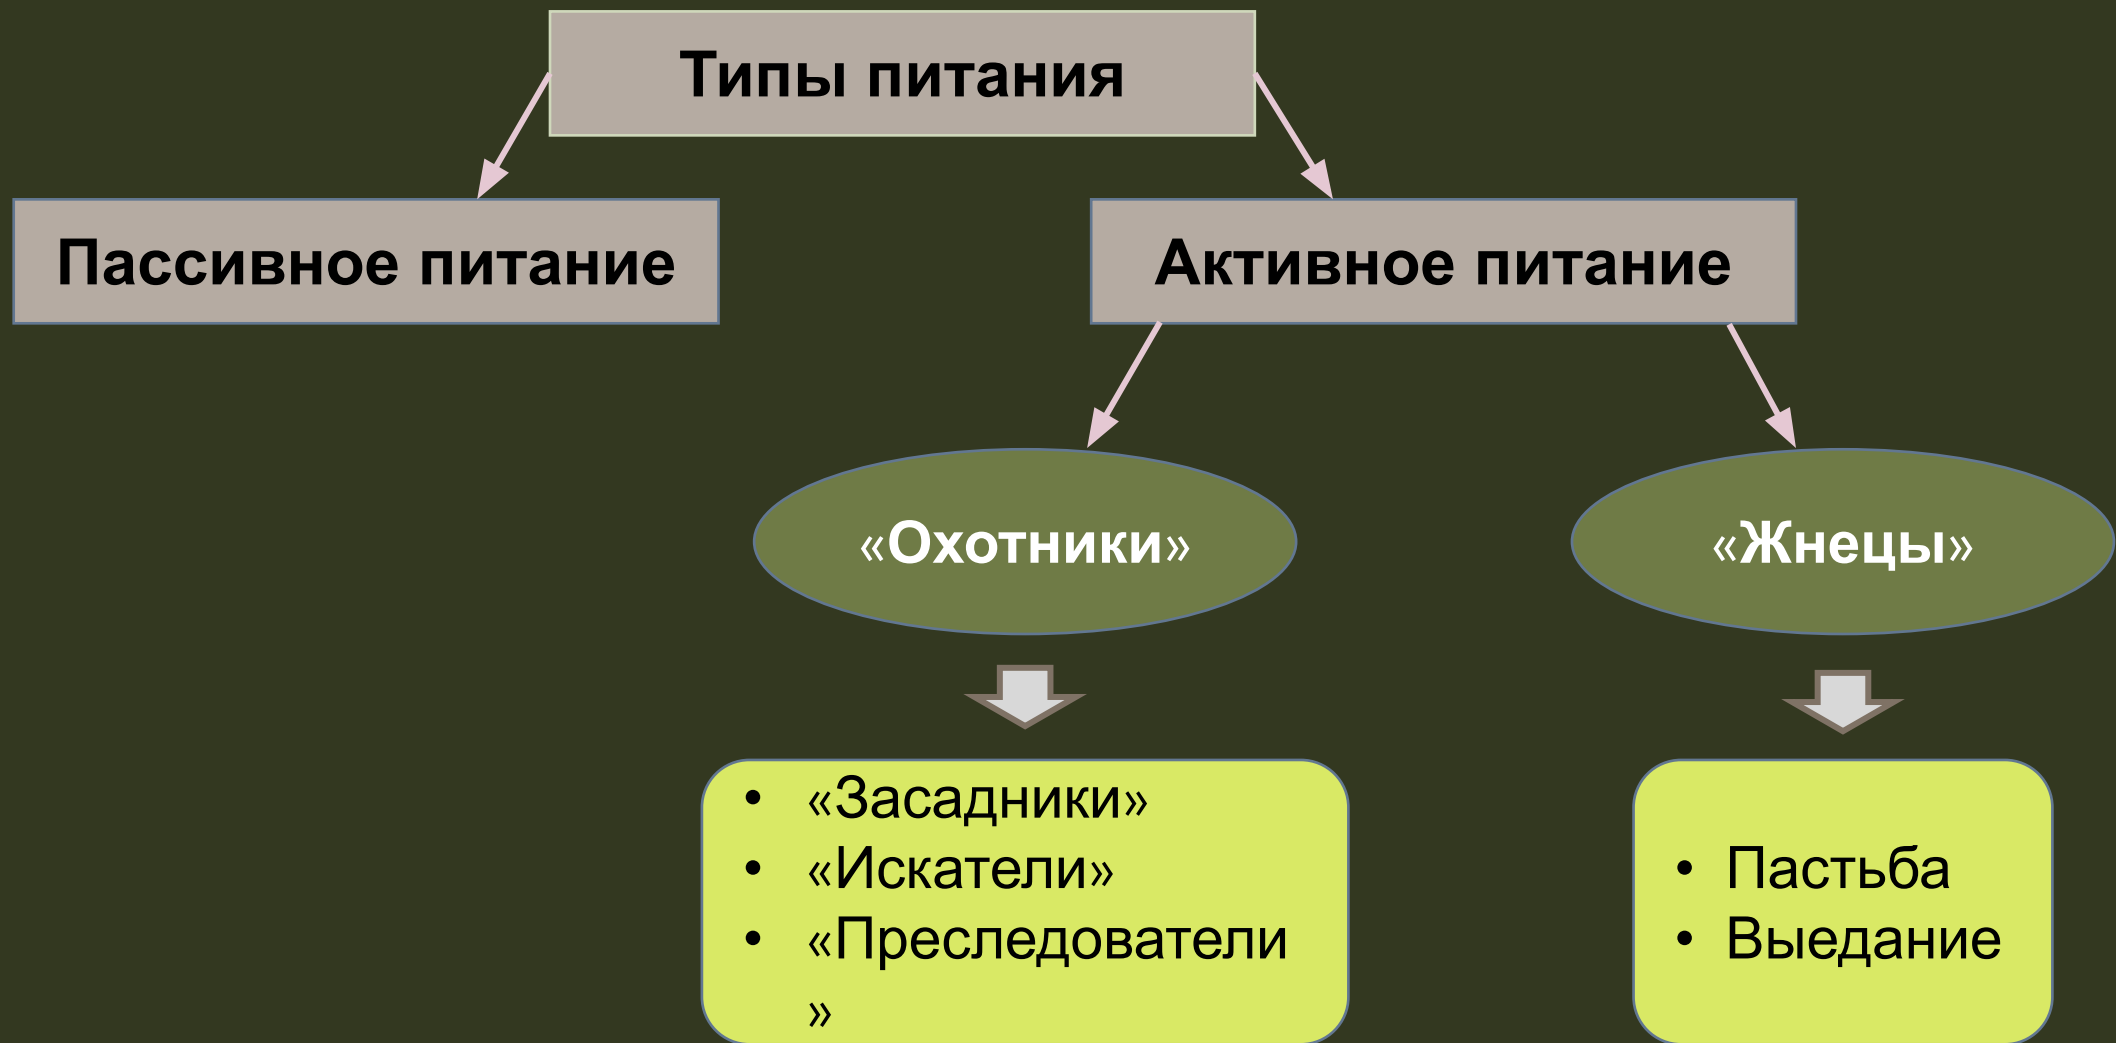 Типы питания
Пассивное питание
Активное питание
«Охотники»
«Жнецы»
• «Засадники»
• «Искатели»
• «Преследователи
»
• Пастьба
• Выедание